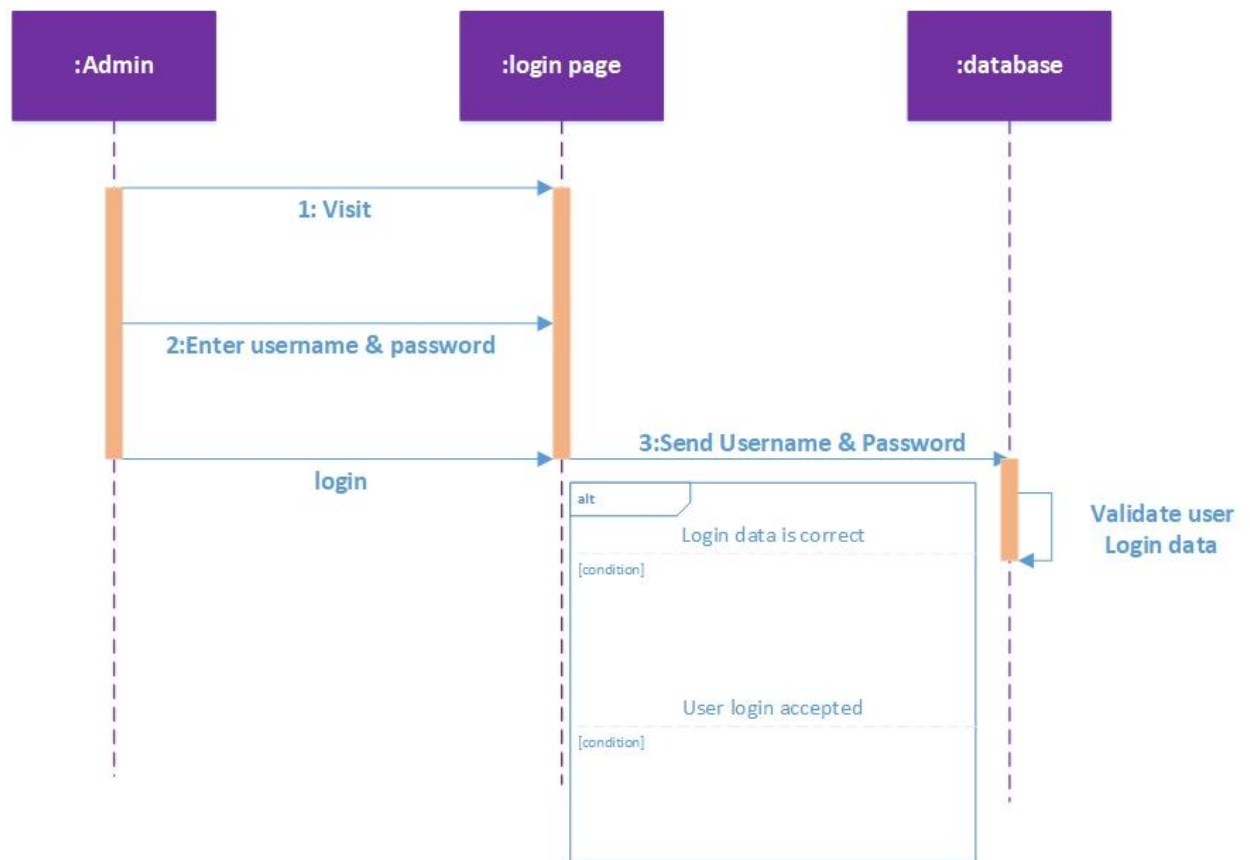 :Admin
:login page
:database
1: Visit
2:Enter username & password
3:Send Username & Password
login
alt
Login data is correct
[condition]
Validate user
Login data
User login accepted
[condition]